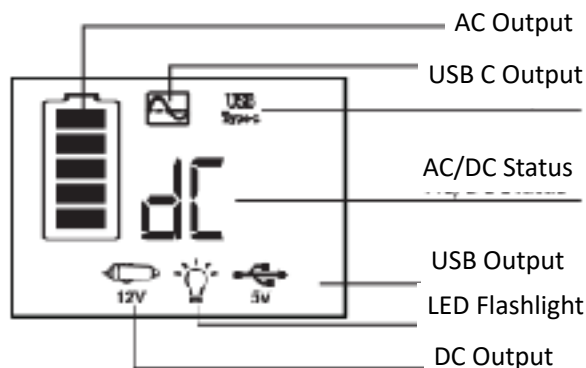 AC Output
USB C Output
USB
Type-c
AC/DC Status
dC
USB Output
12V
5v
LED Flashlight
DC Output